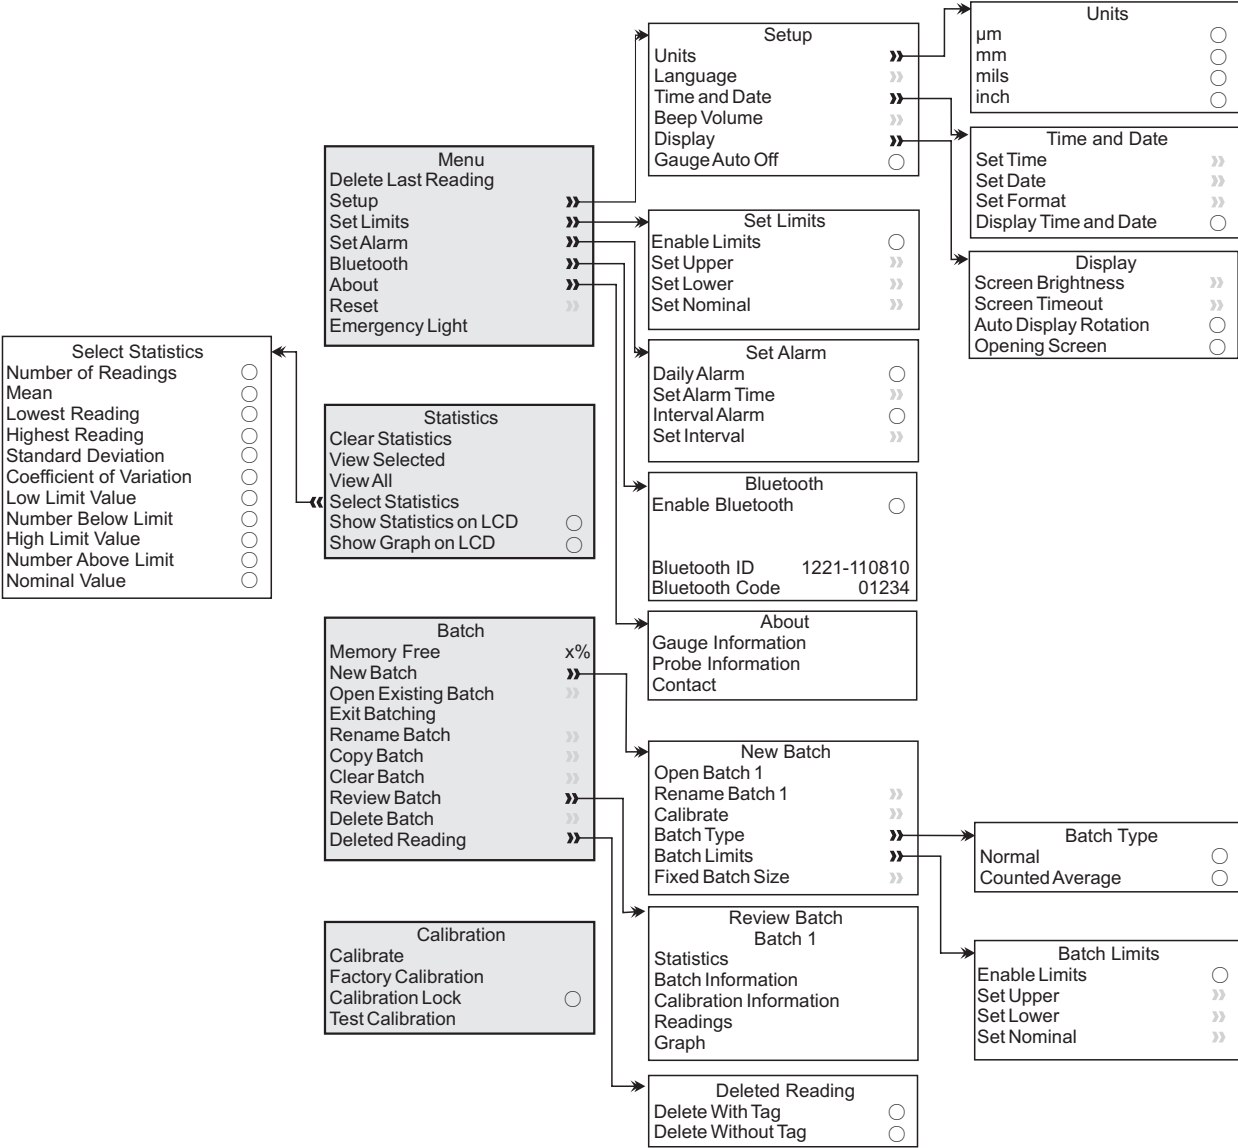 Menu
Delete Last Reading
Setup
Set Limits
Set Alarm
Bluetooth
About
Reset
Emergency Light
Setup
Units
Language
Time and Date
Beep Volume
Display
Gauge Auto Off
Units
µm
mm
mils
inch
Time and Date
Set Time
Set Date
Set Format
Display Time and Date
Display
Screen Brightness
Screen Timeout
Auto Display Rotation
Opening Screen
Set Limits
Enable Limits
Set Upper
Set Lower
Set Nominal
Set Alarm
Daily Alarm
Set Alarm Time
Interval Alarm
Set Interval
Bluetooth
Enable Bluetooth
Bluetooth ID 1221-110810
Bluetooth Code 01234
About
Gauge Information
Probe Information
Contact
Select Statistics
Number of Readings
Mean
Lowest Reading
Highest Reading
Standard Deviation
Coefficient of Variation
Low Limit Value
Number Below Limit
High Limit Value
Number Above Limit
Nominal Value
Statistics
Clear Statistics
View Selected
View All
Select Statistics
Show Statistics on LCD
Show Graph on LCD
Batch
Memory Free x%
New Batch
Open Existing Batch
Exit Batching
Rename Batch
Copy Batch
Clear Batch
Review Batch
Delete Batch
Deleted Reading
New Batch
Open Batch 1
Rename Batch 1
Calibrate
Batch Type
Batch Limits
Fixed Batch Size
Batch Type
Normal
Counted Average
Batch Limits
Enable Limits
Set Upper
Set Lower
Set Nominal
Review Batch
Batch 1
Statistics
Batch Information
Calibration Information
Readings
Graph
Deleted Reading
Delete With Tag
Delete Without Tag
Calibration
Calibrate
Factory Calibration
Calibration Lock
Test Calibration